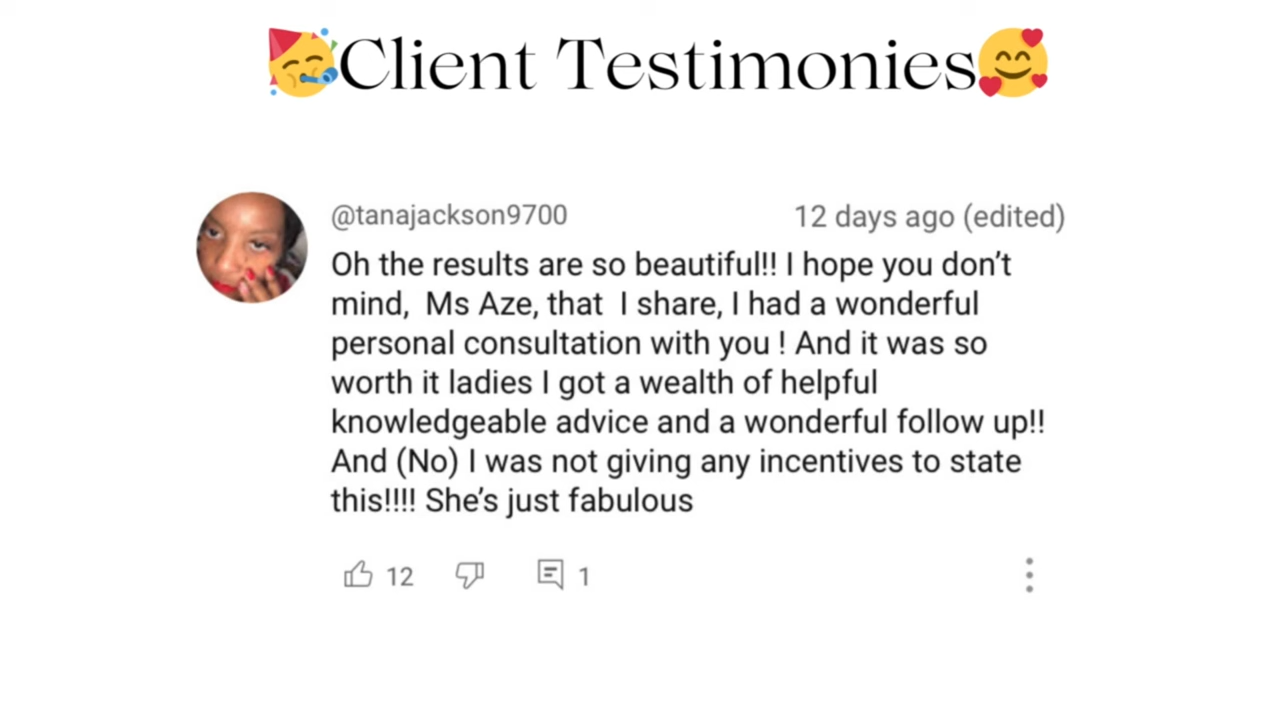 🥳Client Testimonies🥰
@tanajackson9700 12 days ago (edited)
Oh the results are so beautiful!! I hope you don't
mind,  Ms Aze, that  I share, I had a wonderful
personal consultation with you ! And it was so
worth it ladies I got a wealth of helpful
knowledgeable advice and a wonderful follow up!!
And (No) I was not giving any incentives to state
this!!!! She's just fabulous
12 1